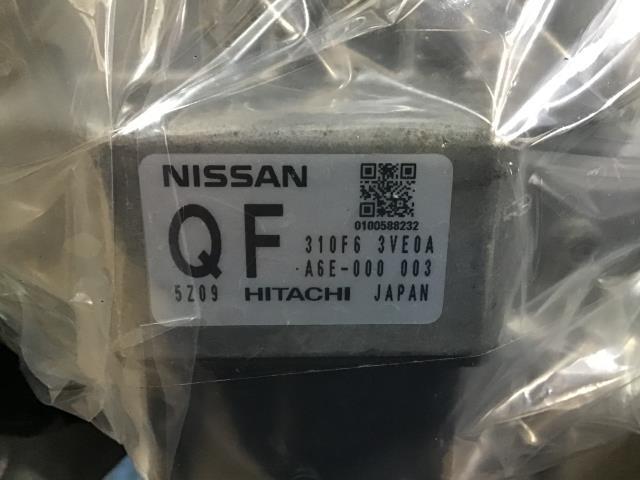 NISSAN
0100588232
QF
310F6 3VE0A
A6E-000 003
5Z09 HITACHI JAPAN